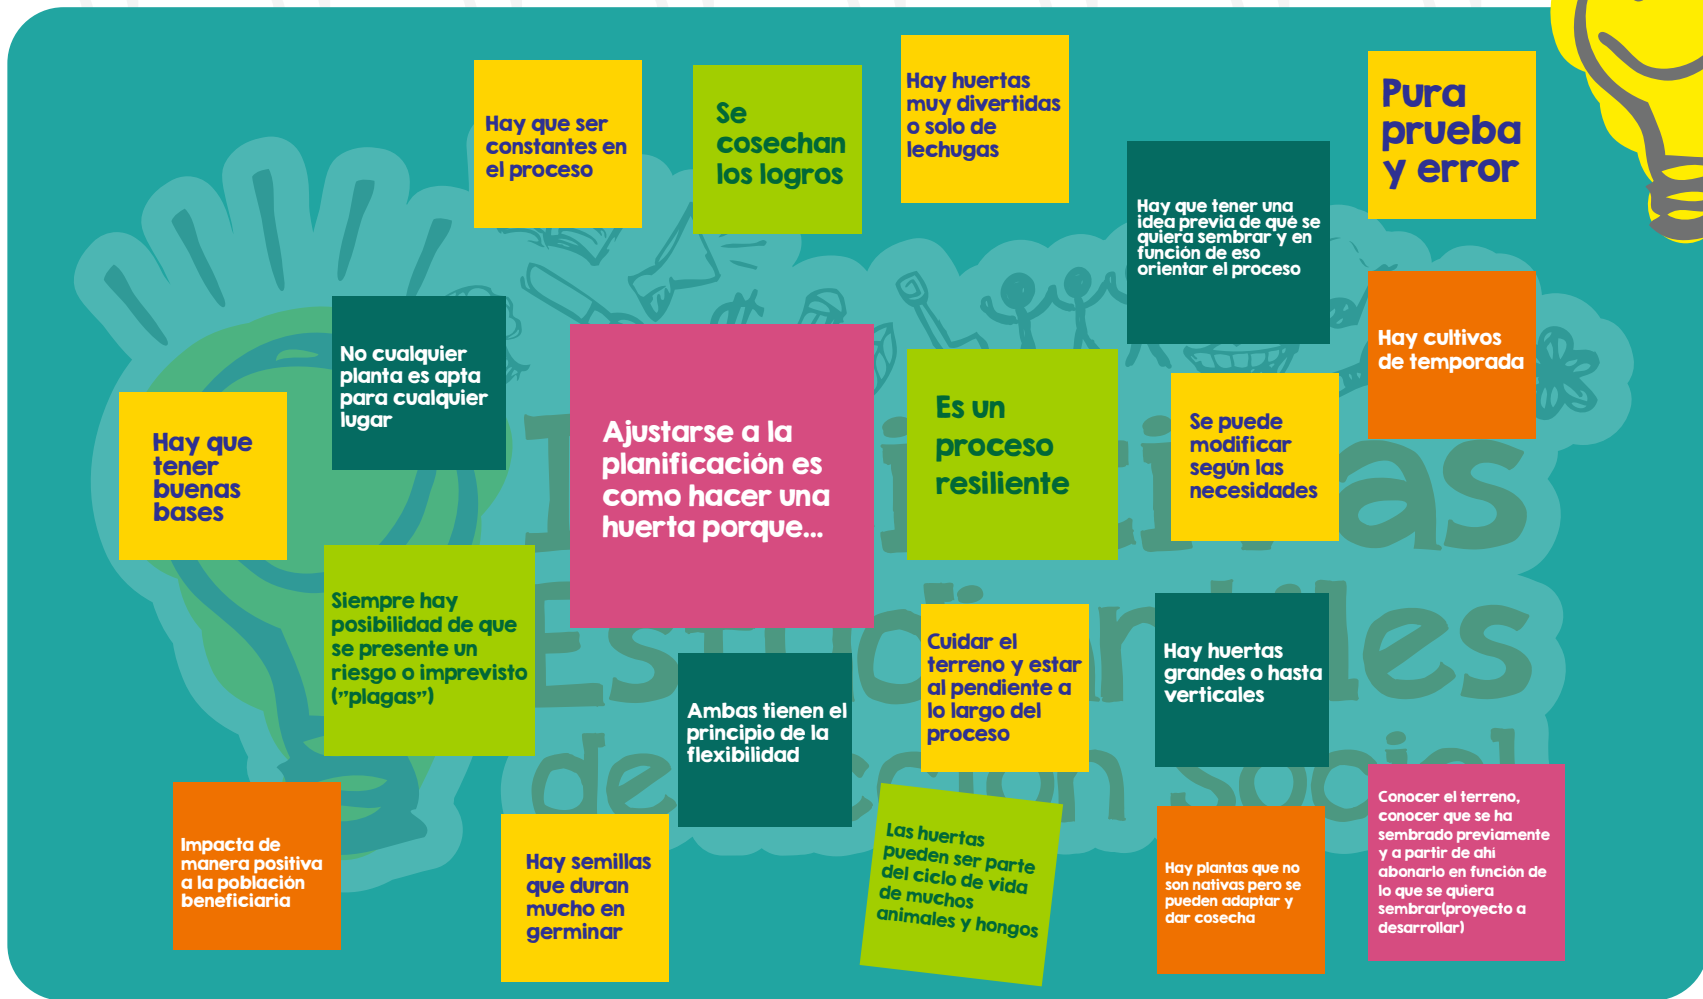 Hay que ser
constantes en
el proceso
Se
cosechan
los logros
Hay huertas
muy divertidas
o solo de
lechugas
Pura
prueba
y error
Hay que tener una
idea previa de qué se
quiera sembrar y en
función de eso
orientar el proceso
No cualquier
planta es apta
para cualquier
lugar
Hay cultivos
de temporada
Hay que
tener
buenas
bases
Ajustarse a la
planificación es
como hacer una
huerta porque...
Es un
proceso
resiliente
Se puede
modificar
según las
necesidades
Siempre hay
posibilidad de que
se presente un
riesgo o imprevisto
("plagas")
Ambas tienen el
principio de la
flexibilidad
Cuidar el
terreno y estar
al pendiente a
lo largo del
proceso
Hay huertas
grandes o hasta
verticales
Impacta de
manera positiva
a la población
beneficiaria
Hay semillas
que duran
mucho en
germinar
Las huertas
pueden ser parte
del ciclo de vida
de muchos
animales y hongos
Hay plantas que no
son nativas pero se
pueden adaptar y
dar cosecha
Conocer el terreno,
conocer que se ha
sembrado previamente
y a partir de ahí
abonarlo en función de
lo que se quiera
sembrar(proyecto a
desarrollar)